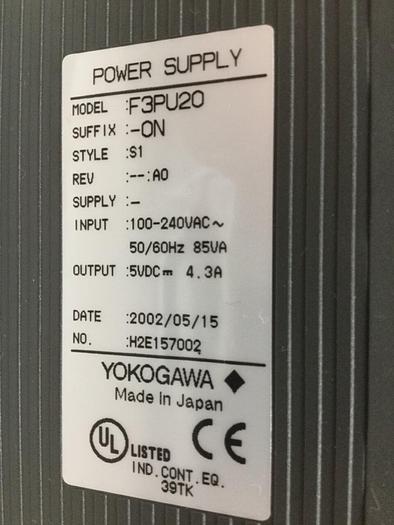 POWER SUPPLY
MODEL :F3PU20
SUFFIX :-ON
STYLE :S1
REV :--:A0
SUPPLY :-
INPUT :100-240VAC~
50/60Hz 85VA
OUTPUT :5VDC⎓ 4.3A
DATE :2002/05/15
NO. :H2E157002
YOKOGAWA ◆
Made in Japan
UL LISTED CE
IND.CONT.EQ.
39TK